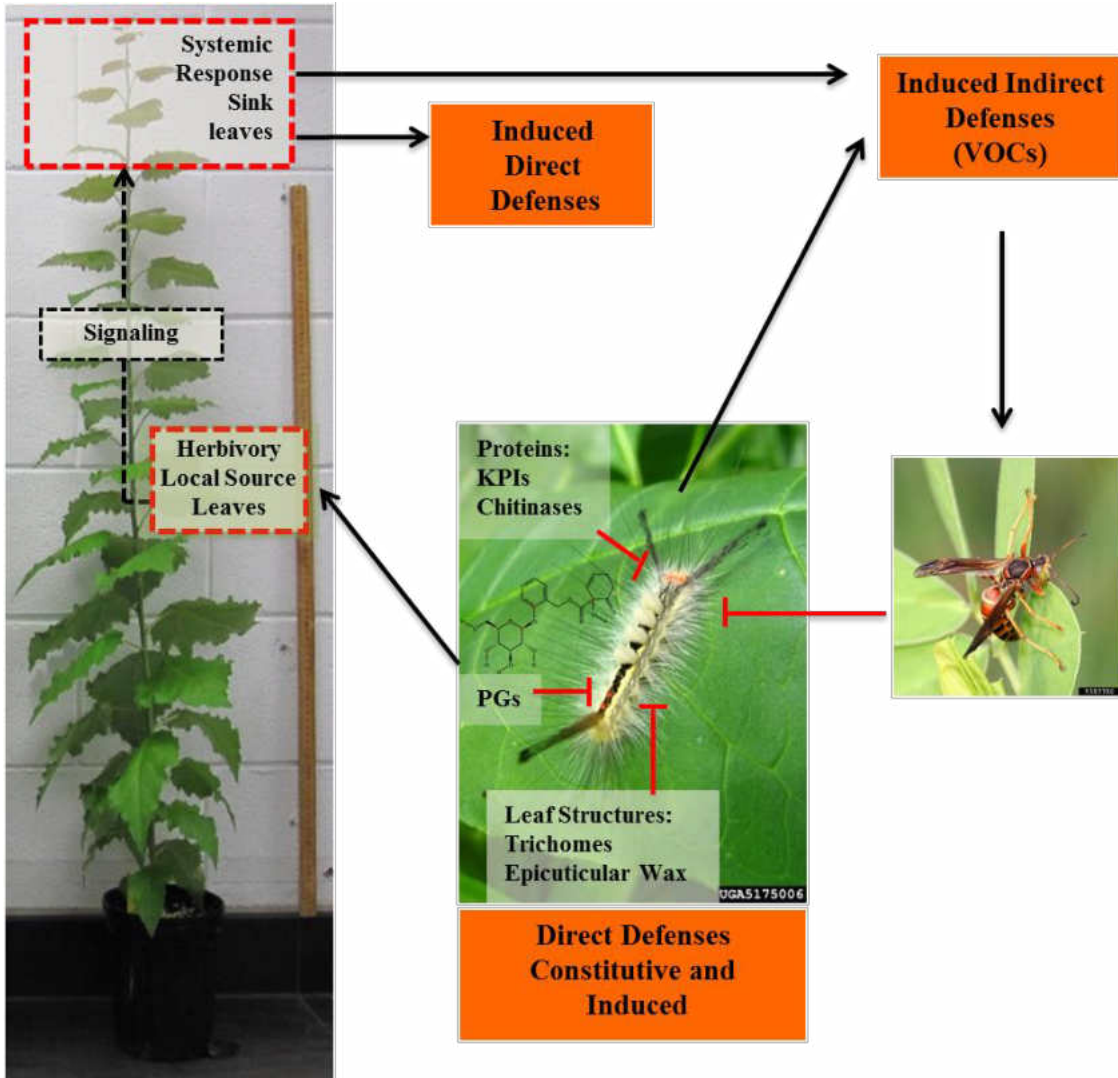 Systemic
Response
Sink
leaves
Induced
Direct
Defenses
Induced Indirect
Defenses
(VOCs)
Signaling
Herbivory
Local Source
Leaves
Proteins:
KPIs
Chitinases
PGs
Leaf Structures:
Trichomes
Epicuticular Wax
UGA5175006
Direct Defenses
Constitutive and
Induced